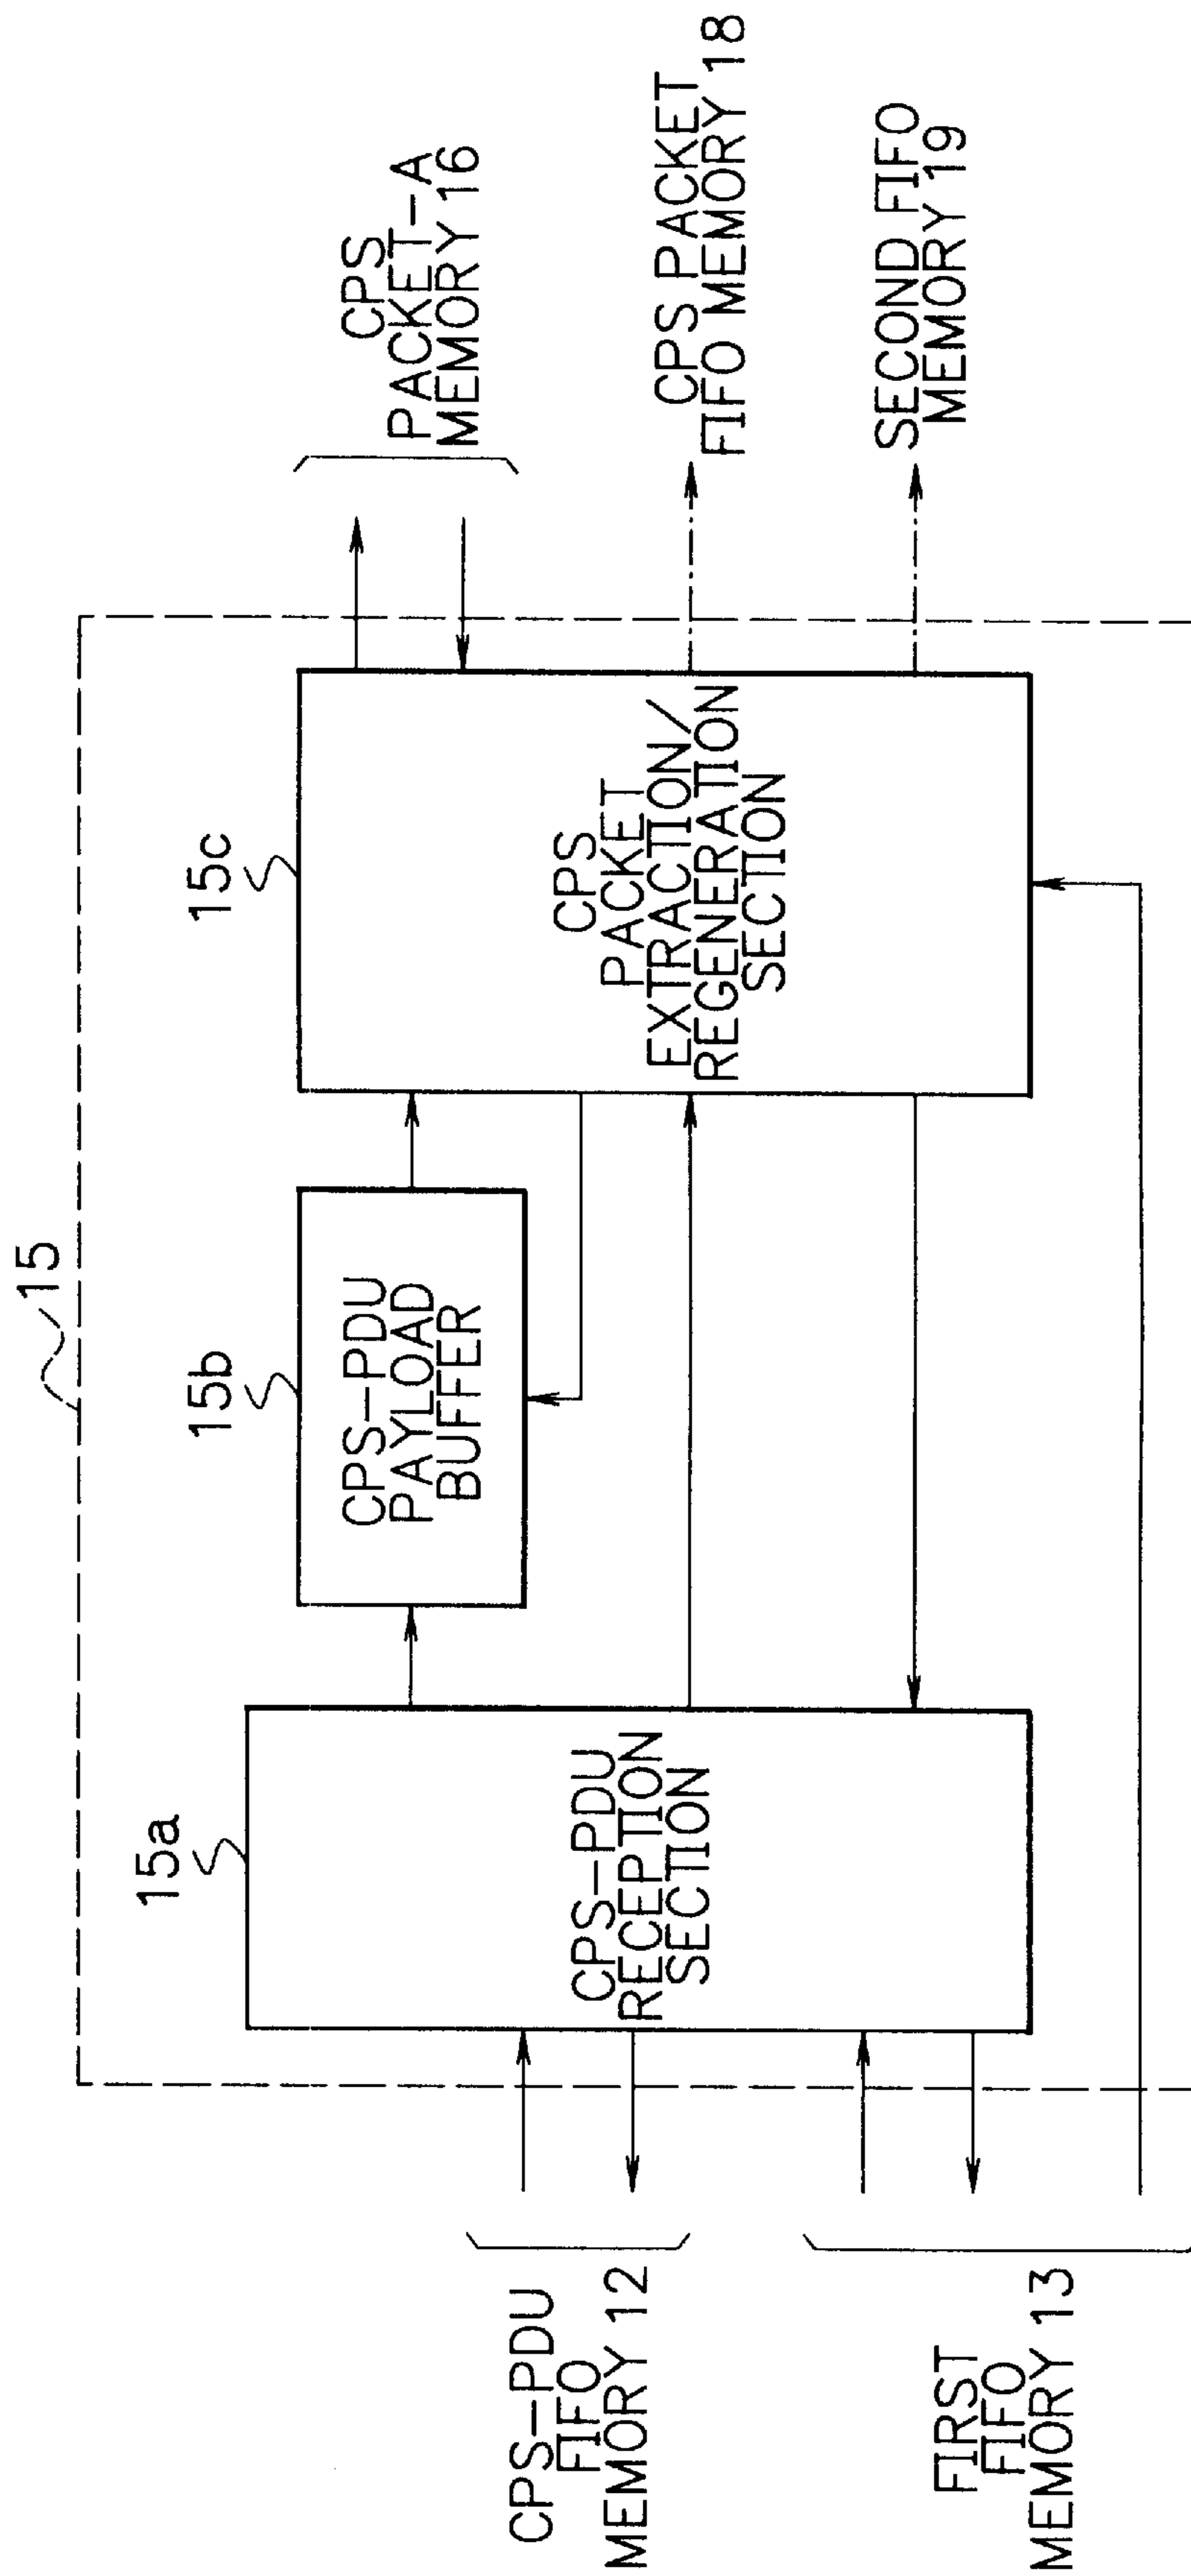 15
15a
15b
15c
CPS-PDU
RECEPTION
SECTION
CPS-PDU
PAYLOAD
BUFFER
CPS
PACKET
EXTRACTION/
REGENERATION
SECTION
CPS-PDU
FIFO
MEMORY 12
FIRST
FIFO
MEMORY 13
CPS
PACKET-A
MEMORY 16
CPS PACKET
FIFO MEMORY 18
SECOND FIFO
MEMORY 19